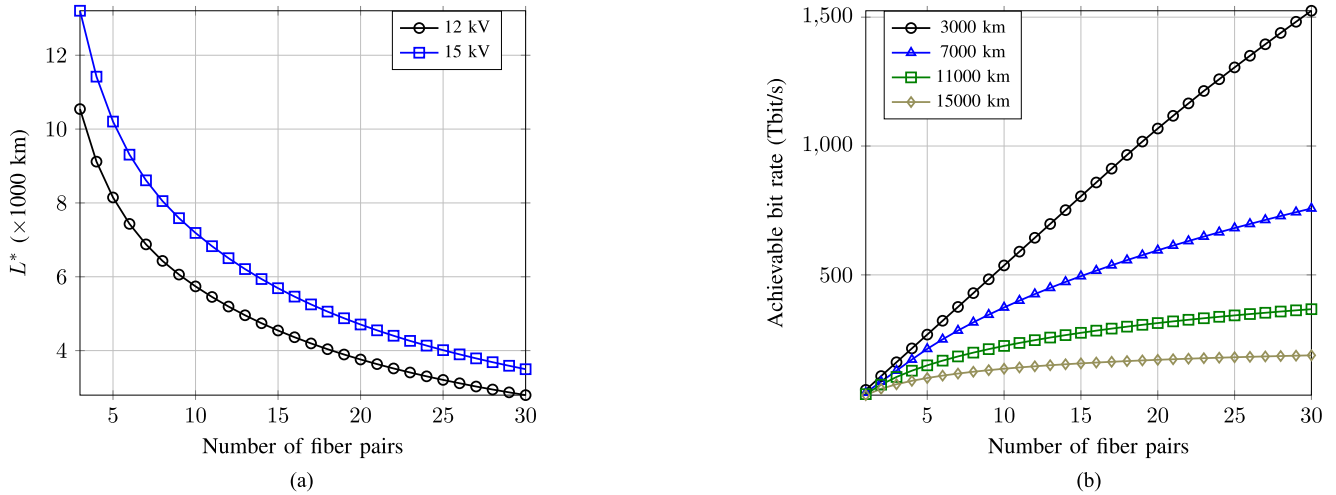 12 kV
15 kV
12
10
8
6
4
L* (×1000 km)
5
10
15
20
25
30
Number of fiber pairs
(a)
3000 km
7000 km
11000 km
15000 km
1,500
1,000
500
Achievable bit rate (Tbit/s)
5
10
15
20
25
30
Number of fiber pairs
(b)